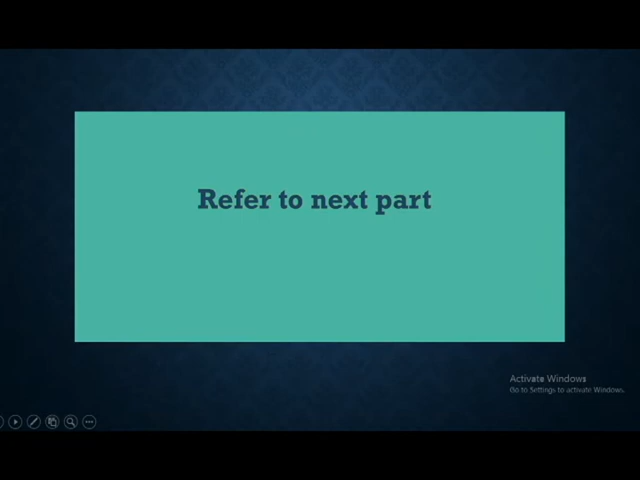 Refer to next part
Activate Windows
Go to Settings to activate Windows.